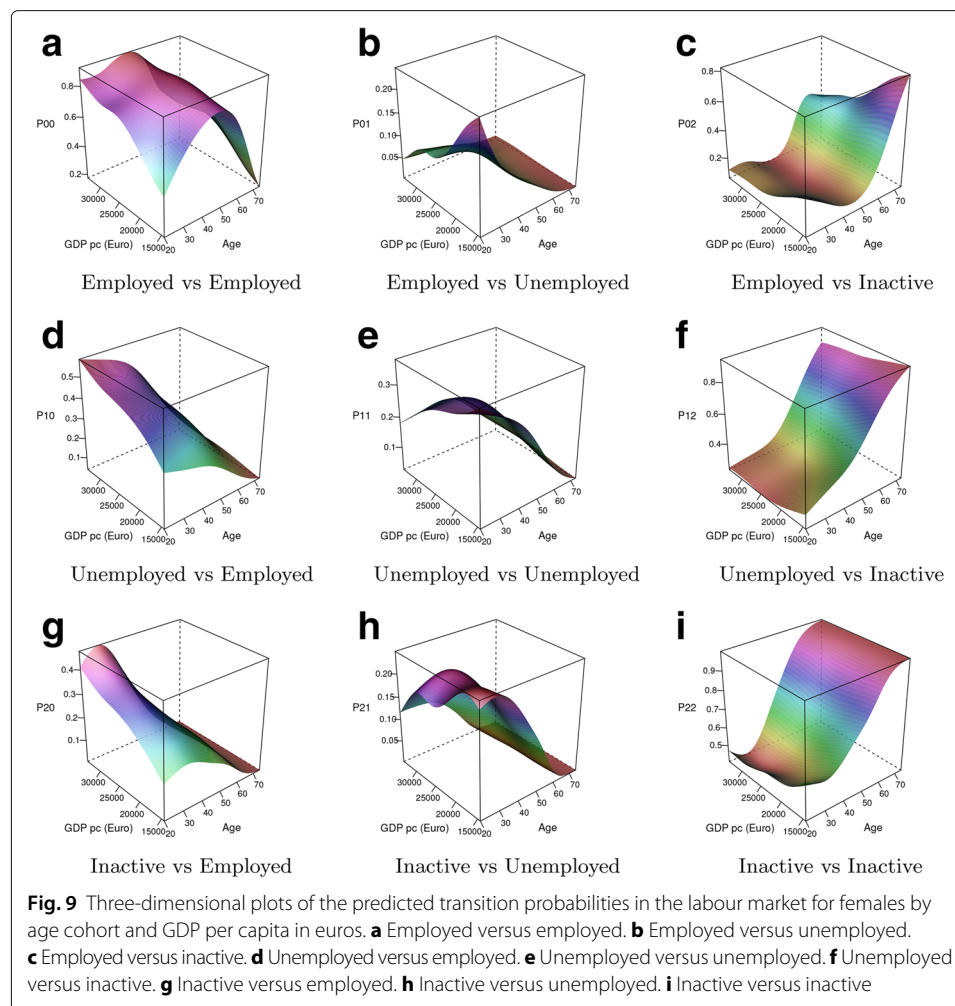 a
b
c
0.8
0.6
P00
0.4
0.2
30000
25000
20000
15000
GDP pc (Euro)
20
30
40
50
60
70
Age
0.20
0.15
P01
0.10
0.05
30000
25000
20000
15000
GDP pc (Euro)
20
30
40
50
60
70
Age
0.8
0.6
P02
0.4
0.2
30000
25000
20000
15000
GDP pc (Euro)
20
30
40
50
60
70
Age
Employed vs Employed
Employed vs Unemployed
Employed vs Inactive
d
e
f
0.5
0.4
P10
0.3
0.2
0.1
30000
25000
20000
15000
GDP pc (Euro)
20
30
40
50
60
70
Age
0.3
P11
0.2
0.1
30000
25000
20000
15000
GDP pc (Euro)
20
30
40
50
60
70
Age
0.8
P12
0.6
0.4
30000
25000
20000
15000
GDP pc (Euro)
20
30
40
50
60
70
Age
Unemployed vs Employed
Unemployed vs Unemployed
Unemployed vs Inactive
g
h
i
0.4
0.3
P20
0.2
0.1
30000
25000
20000
15000
GDP pc (Euro)
20
30
40
50
60
70
Age
0.20
0.15
P21
0.10
0.05
30000
25000
20000
15000
GDP pc (Euro)
20
30
40
50
60
70
Age
0.9
0.8
P22
0.7
0.6
0.5
30000
25000
20000
15000
GDP pc (Euro)
20
30
40
50
60
70
Age
Inactive vs Employed
Inactive vs Unemployed
Inactive vs Inactive
Fig. 9 Three-dimensional plots of the predicted transition probabilities in the labour market for females by
age cohort and GDP per capita in euros. a Employed versus employed. b Employed versus unemployed.
c Employed versus inactive. d Unemployed versus employed. e Unemployed versus unemployed. f Unemployed
versus inactive. g Inactive versus employed. h Inactive versus unemployed. i Inactive versus inactive